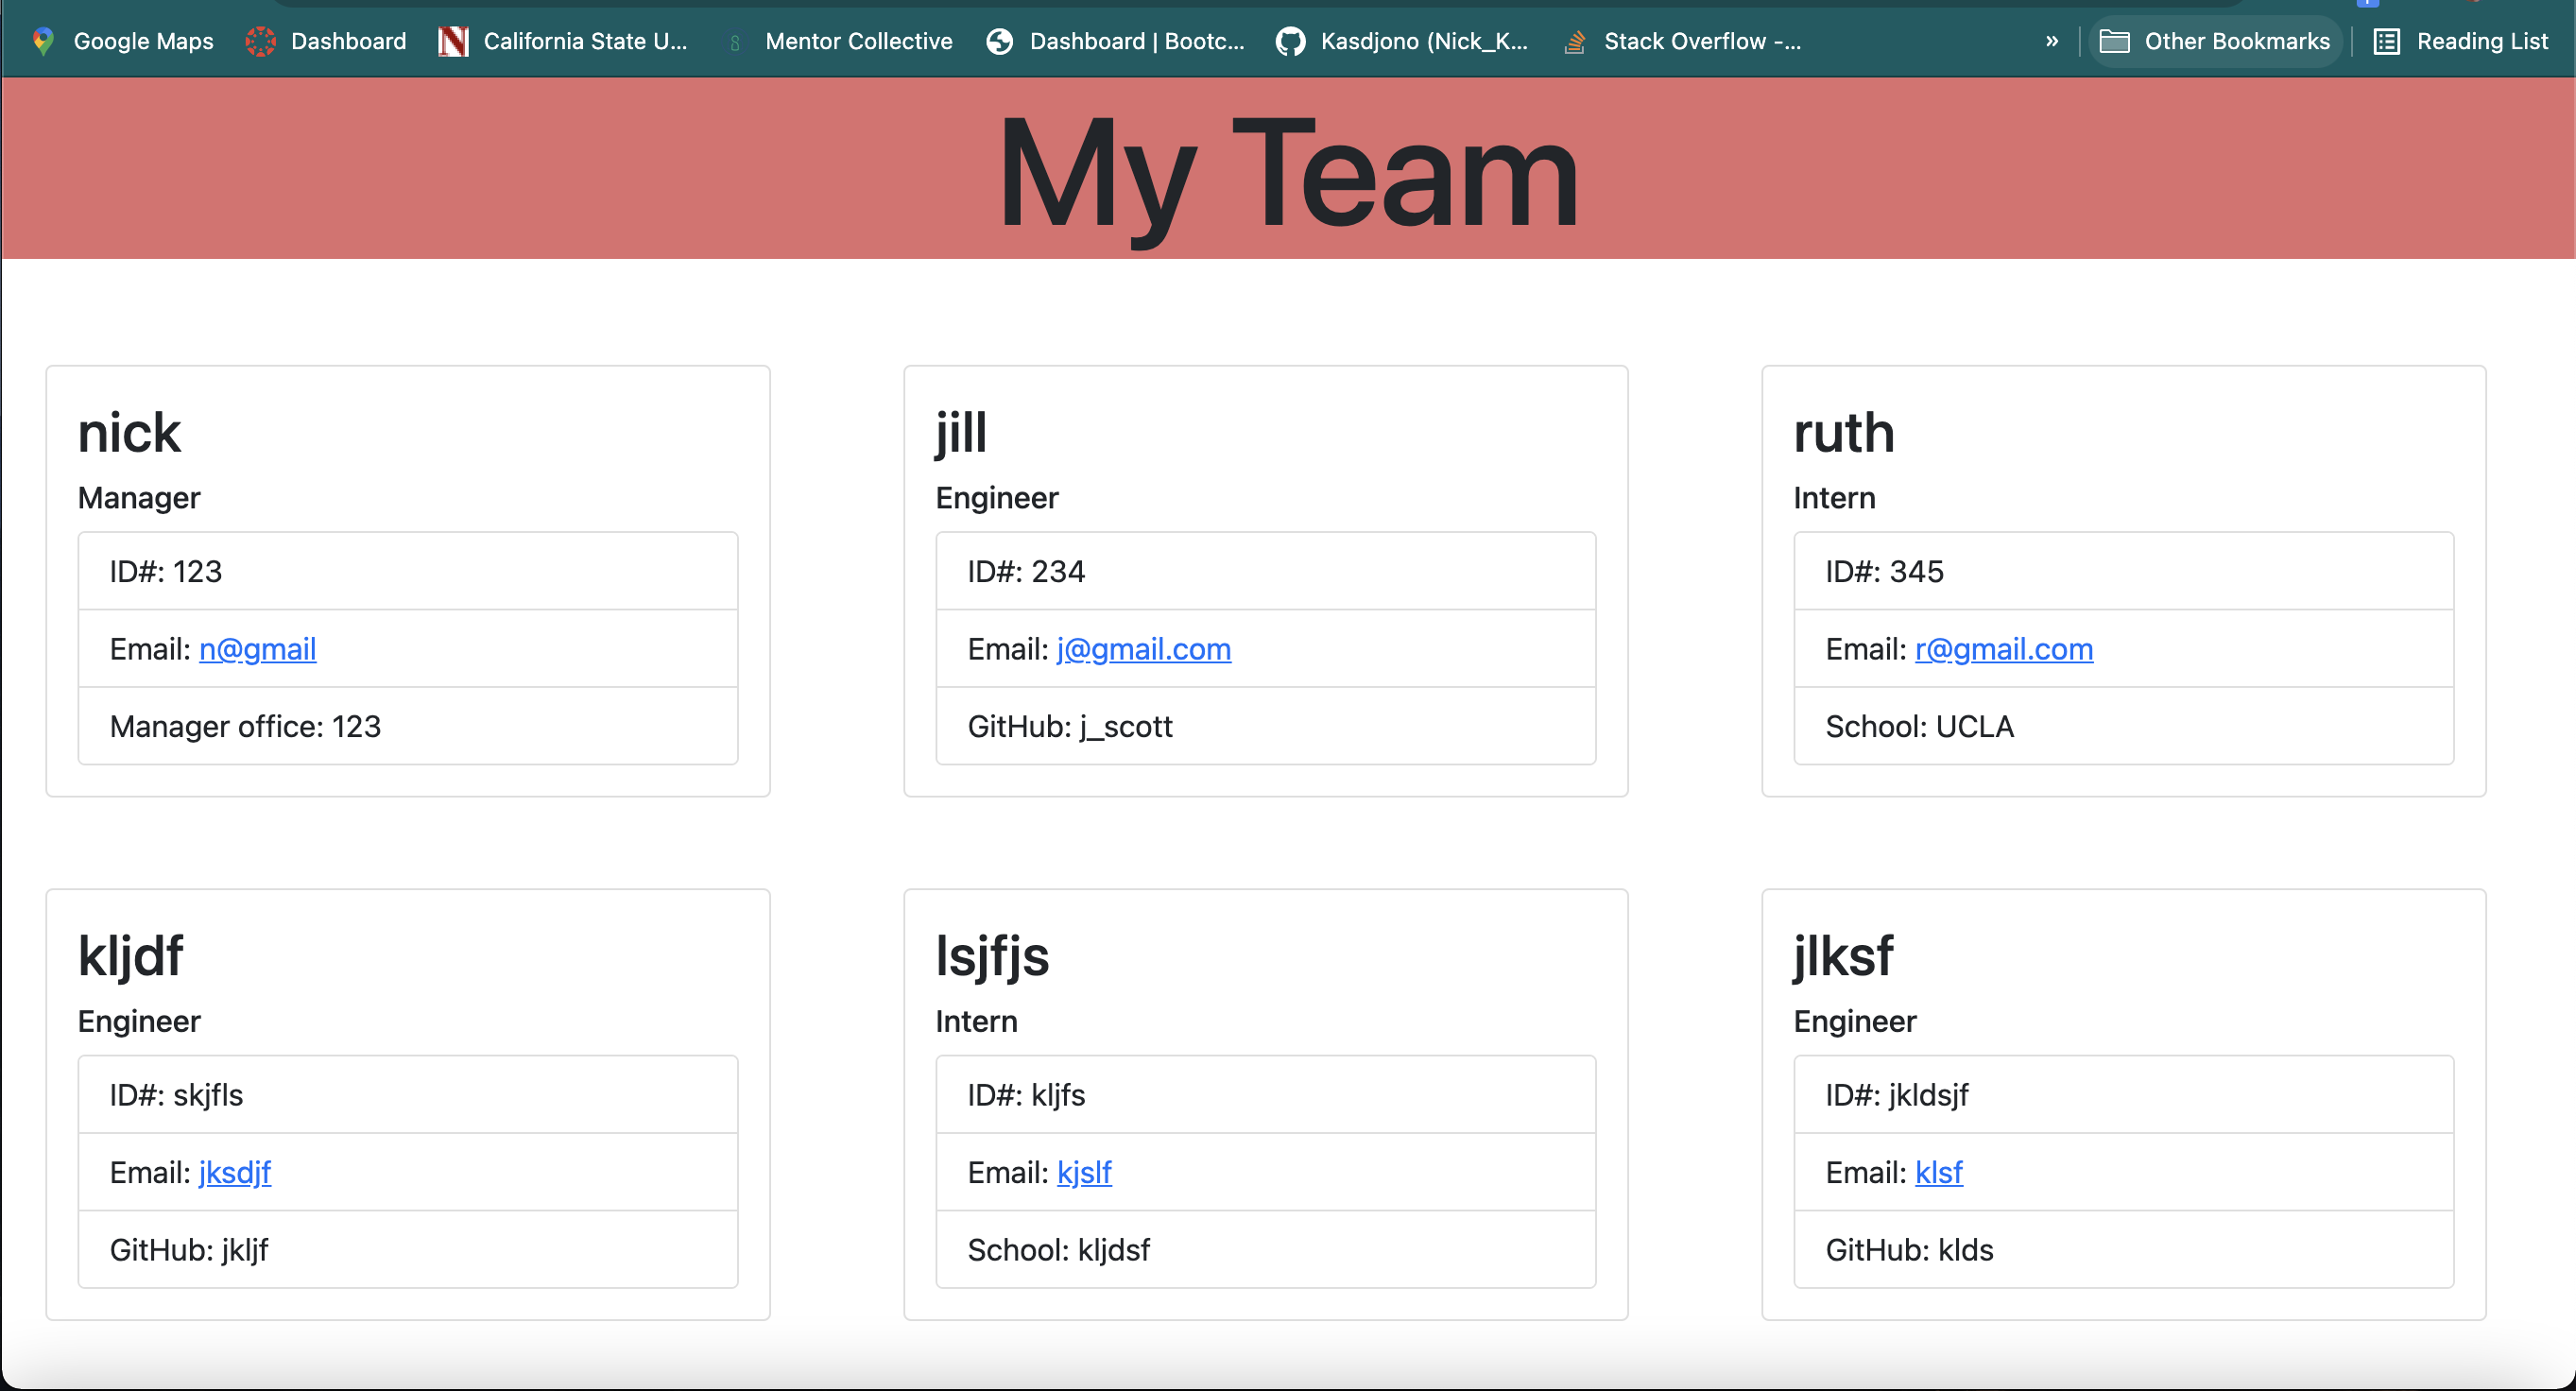 Google Maps Dashboard California State U... Mentor Collective Dashboard | Bootc... Kasdjono (Nick_K... Stack Overflow -... » Other Bookmarks Reading List
My Team
nick
Manager
ID#: 123
Email: n@gmail
Manager office: 123
jill
Engineer
ID#: 234
Email: j@gmail.com
GitHub: j_scott
ruth
Intern
ID#: 345
Email: r@gmail.com
School: UCLA
kljdf
Engineer
ID#: skjfls
Email: jksdjf
GitHub: jkljf
lsjfjs
Intern
ID#: kljfs
Email: kjslf
School: kljdsf
jlksf
Engineer
ID#: jkldsjf
Email: klsf
GitHub: klds